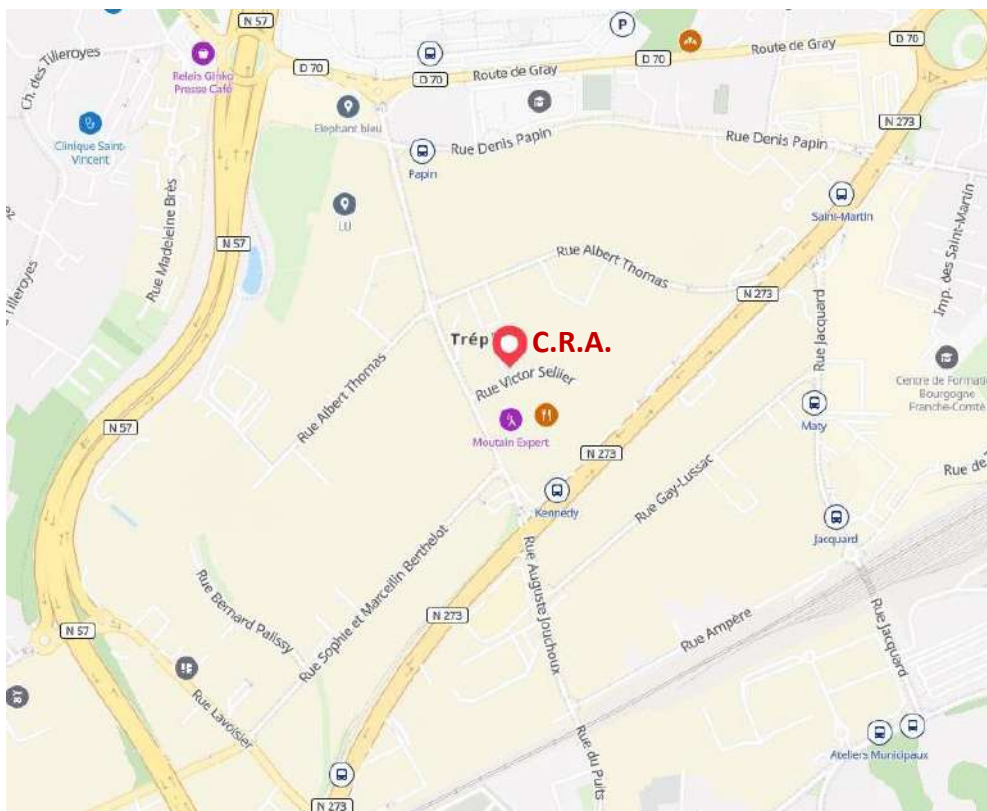 N 57
P
Ch. des Tilleroyes
Relais Ginko
Presse Café
D 70
D 70
Route de Gray
D 70
Route de Gray
D 70
Elephant bleu
Clinique Saint-
Vincent
Papin
Rue Denis Papin
Rue Denis Papin
N 273
Rue Madeleine Brès
LU
Saint-Martin
N 57
Tilleroyes
Rue Albert Thomas
N 273
Imp. des Saint-Martin
Rue Jacquard
Trép
C.R.A.
Rue Victor Sellier
Rue Albert Thomas
Centre de Formati
Bourgogne
Franche-Comté
Maty
N 57
Moutain Expert
N 273
Rue de
Rue Gay-Lussac
Kennedy
Jacquard
Rue Sophie et Marcellin Berthelot
Rue Auguste Jouchoux
Rue Bernard Palissy
N 273
Rue Ampère
Rue Jacquard
N 57
Rue Lavoisier
Rue du Puits
Ateliers Municipaux
N 273